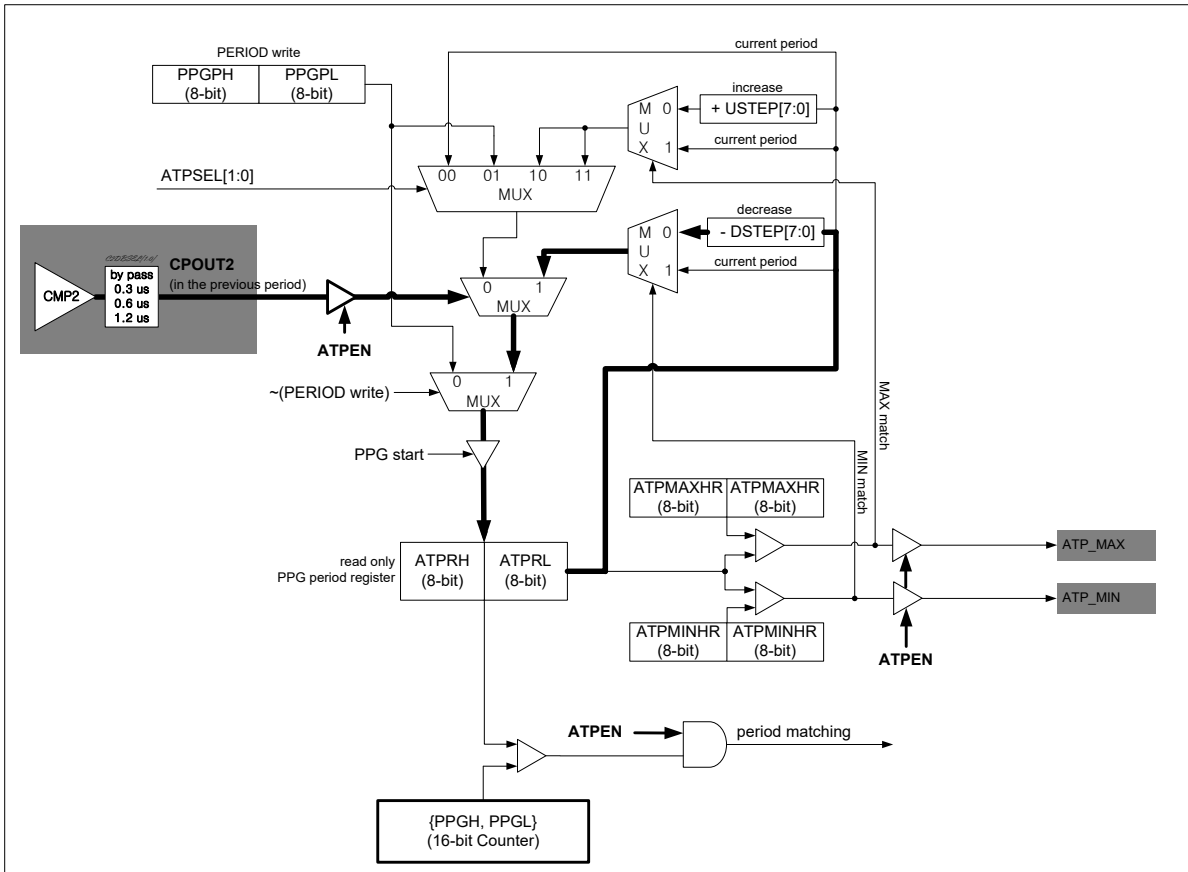 PERIOD write
PPGPH
(8-bit)
PPGPL
(8-bit)
current period
increase
+ USTEP[7:0]
M 0
U
X 1
current period
ATPSEL[1:0]
00 01 10 11
MUX
decrease
- DSTEP[7:0]
M 0
U
X 1
current period
CMP2
by pass
0.3 us
0.6 us
1.2 us
CPOUT2
(in the previous period)
ATPEN
0 1
MUX
~(PERIOD write)
0 1
MUX
PPG start
MAX match
MIN match
read only
PPG period register
ATPRH
(8-bit)
ATPRL
(8-bit)
ATPMAXHR
(8-bit)
ATPMAXHR
(8-bit)
ATP_MAX
ATP_MIN
ATPMINHR
(8-bit)
ATPMINHR
(8-bit)
ATPEN
ATPEN
period matching
{PPGH, PPGL}
(16-bit Counter)